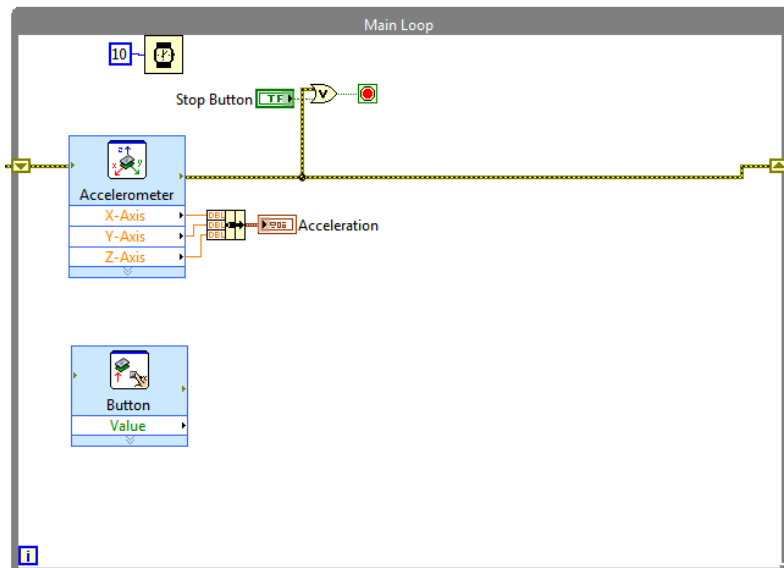 Main Loop
10
Stop Button
TF
V
z
x
y
Accelerometer
X-Axis
Y-Axis
Z-Axis
DBL
DBL
DBL
Acceleration
Button
Value
i